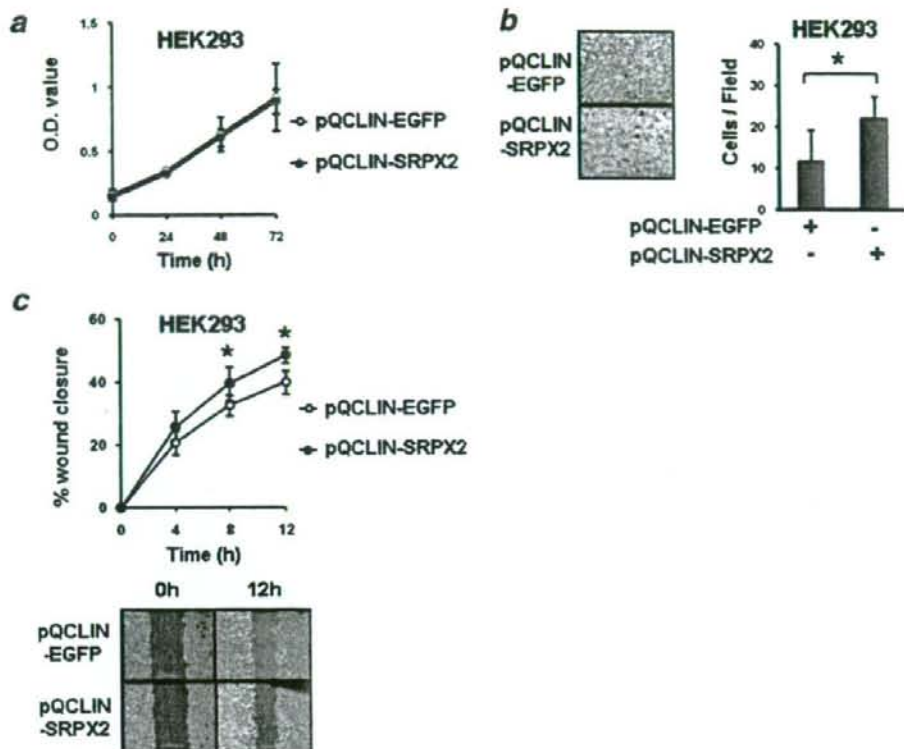 a
HEK293
O.D. value
1.5
1
0.5
0
0 24 48 72
Time (h)
pQCLIN-EGFP
pQCLIN-SRPX2
b
pQCLIN
-EGFP
pQCLIN
-SRPX2
HEK293
*
Cells / Field
40
30
20
10
0
pQCLIN-EGFP + -
pQCLIN-SRPX2 - +
c
HEK293
* *
% wound closure
60
40
20
0
0 4 8 12
Time (h)
pQCLIN-EGFP
pQCLIN-SRPX2
0h 12h
pQCLIN
-EGFP
pQCLIN
-SRPX2